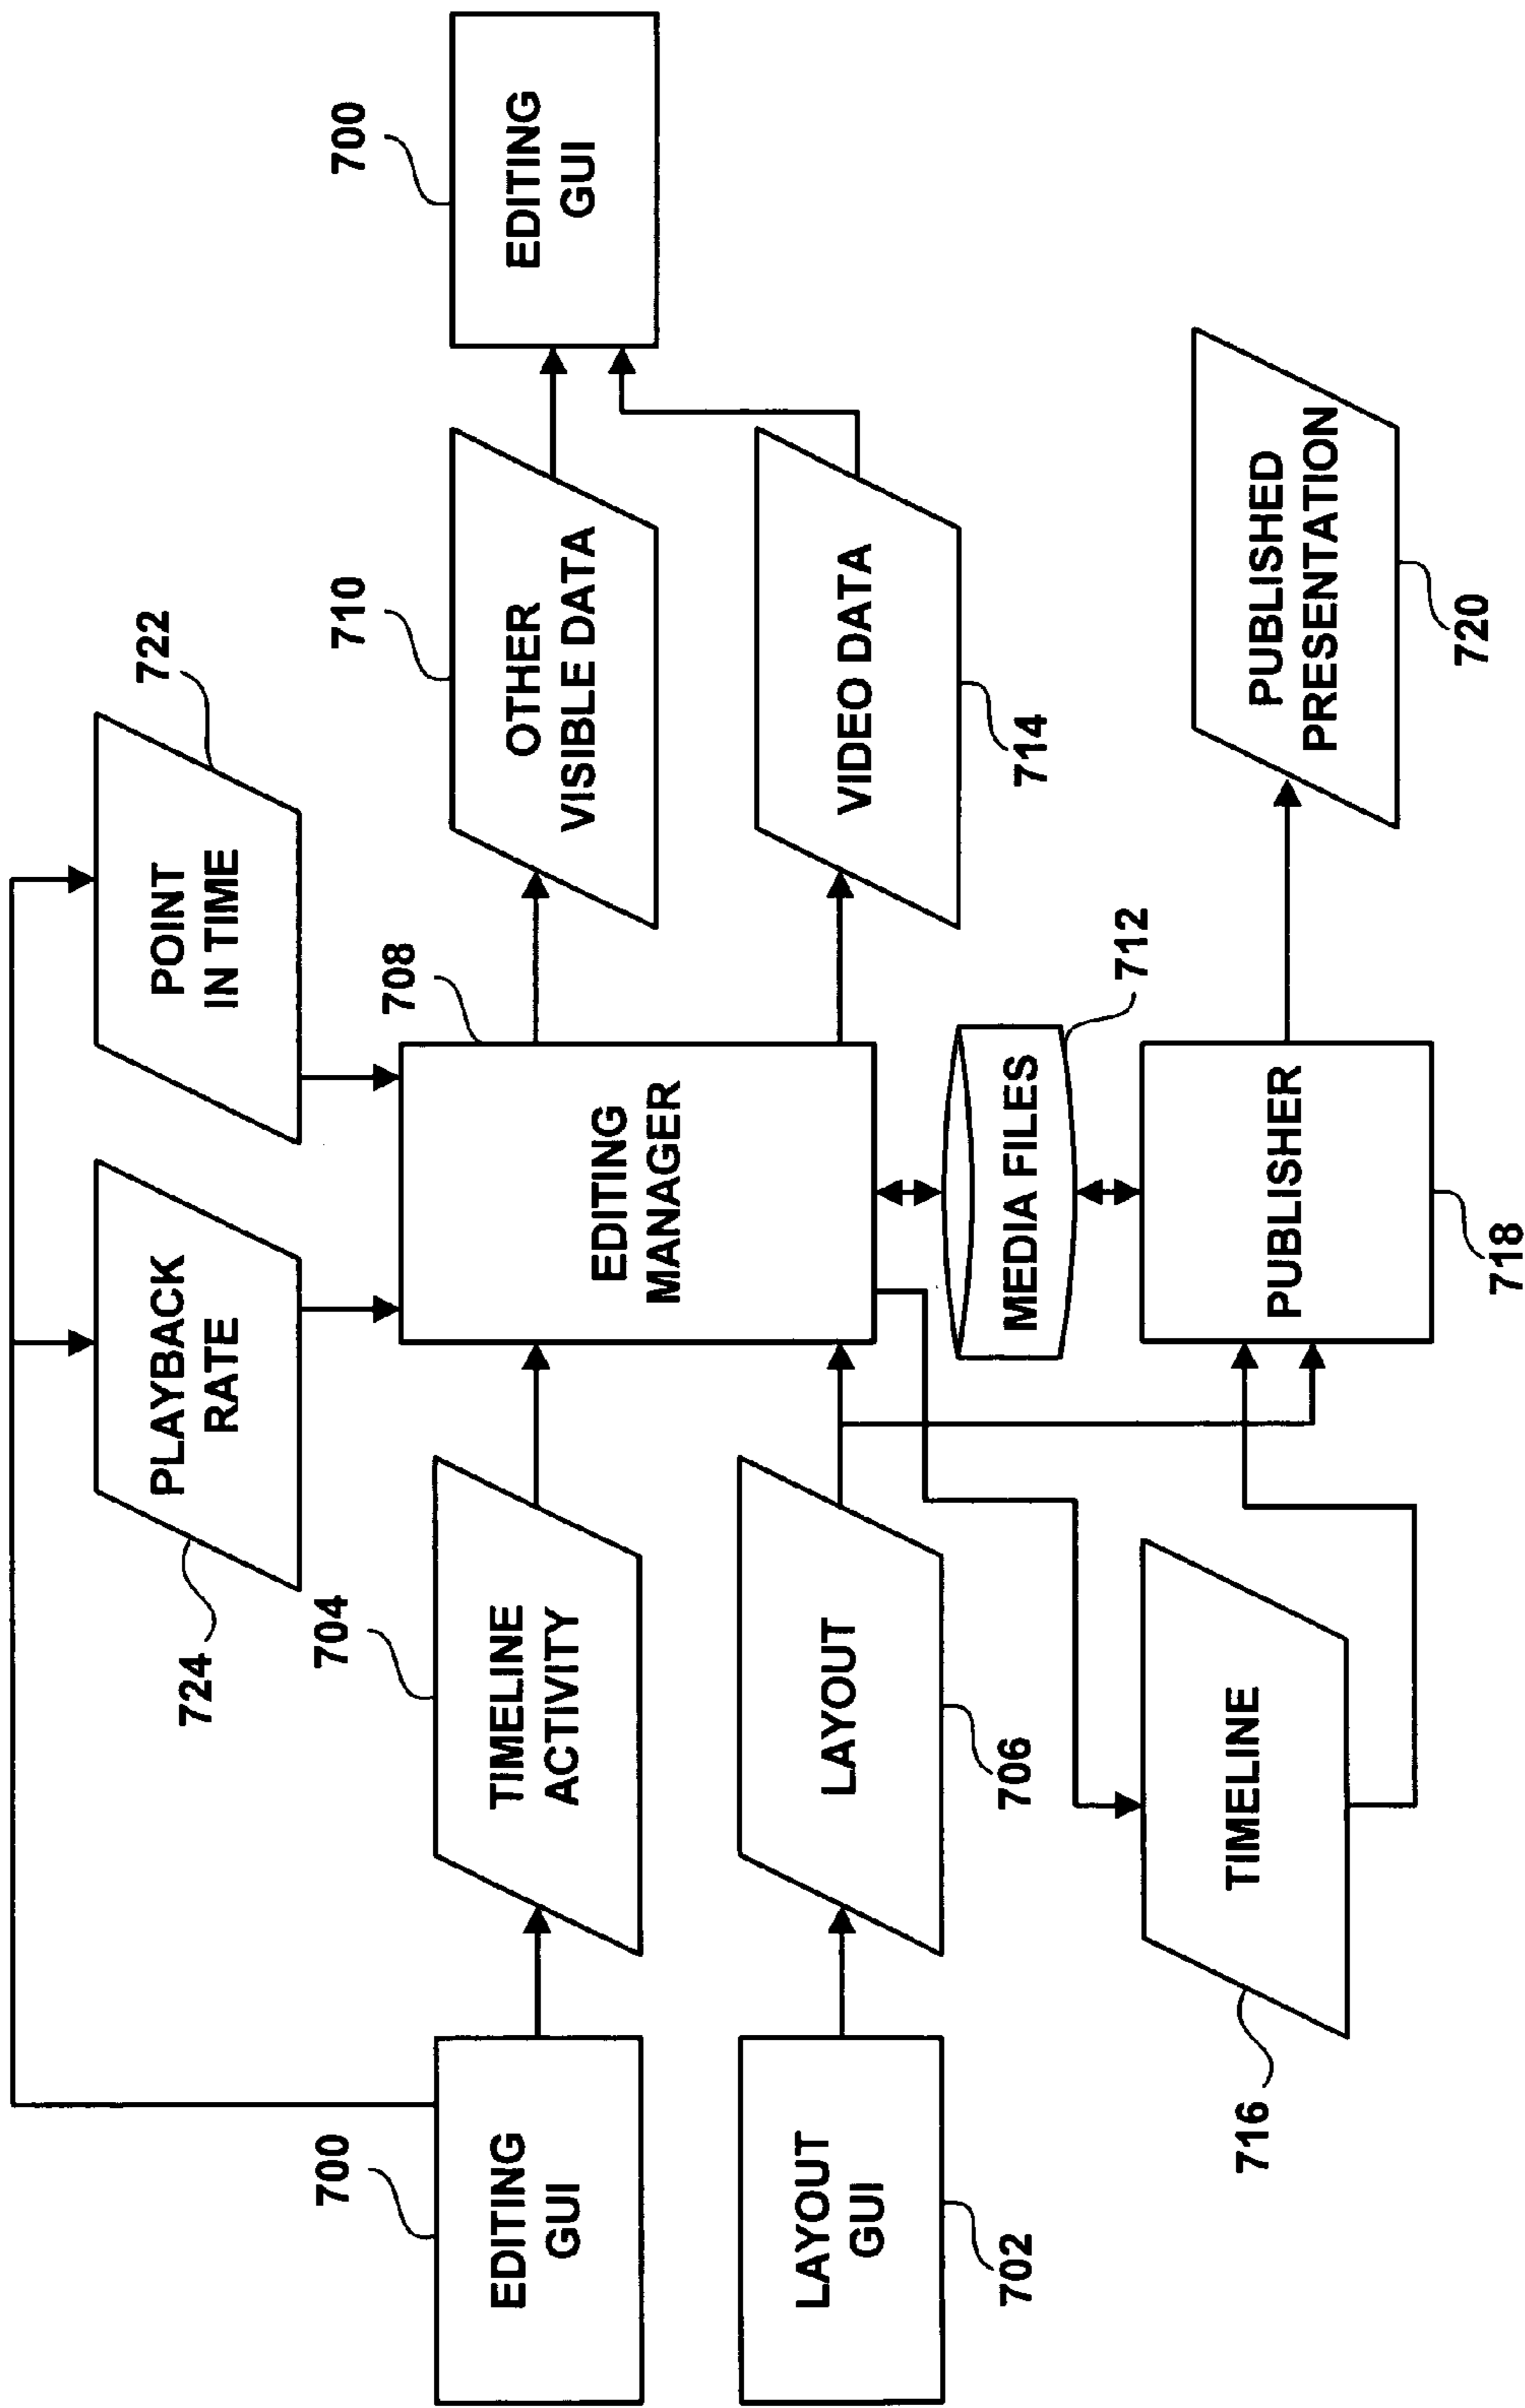 722
POINT
IN TIME
PLAYBACK
RATE
724
700
EDITING
GUI
704
TIMELINE
ACTIVITY
708
EDITING
MANAGER
710
OTHER
VISIBLE DATA
700
EDITING
GUI
LAYOUT
GUI
702
LAYOUT
706
VIDEO DATA
714
MEDIA FILES
712
TIMELINE
716
PUBLISHER
718
PUBLISHED
PRESENTATION
720